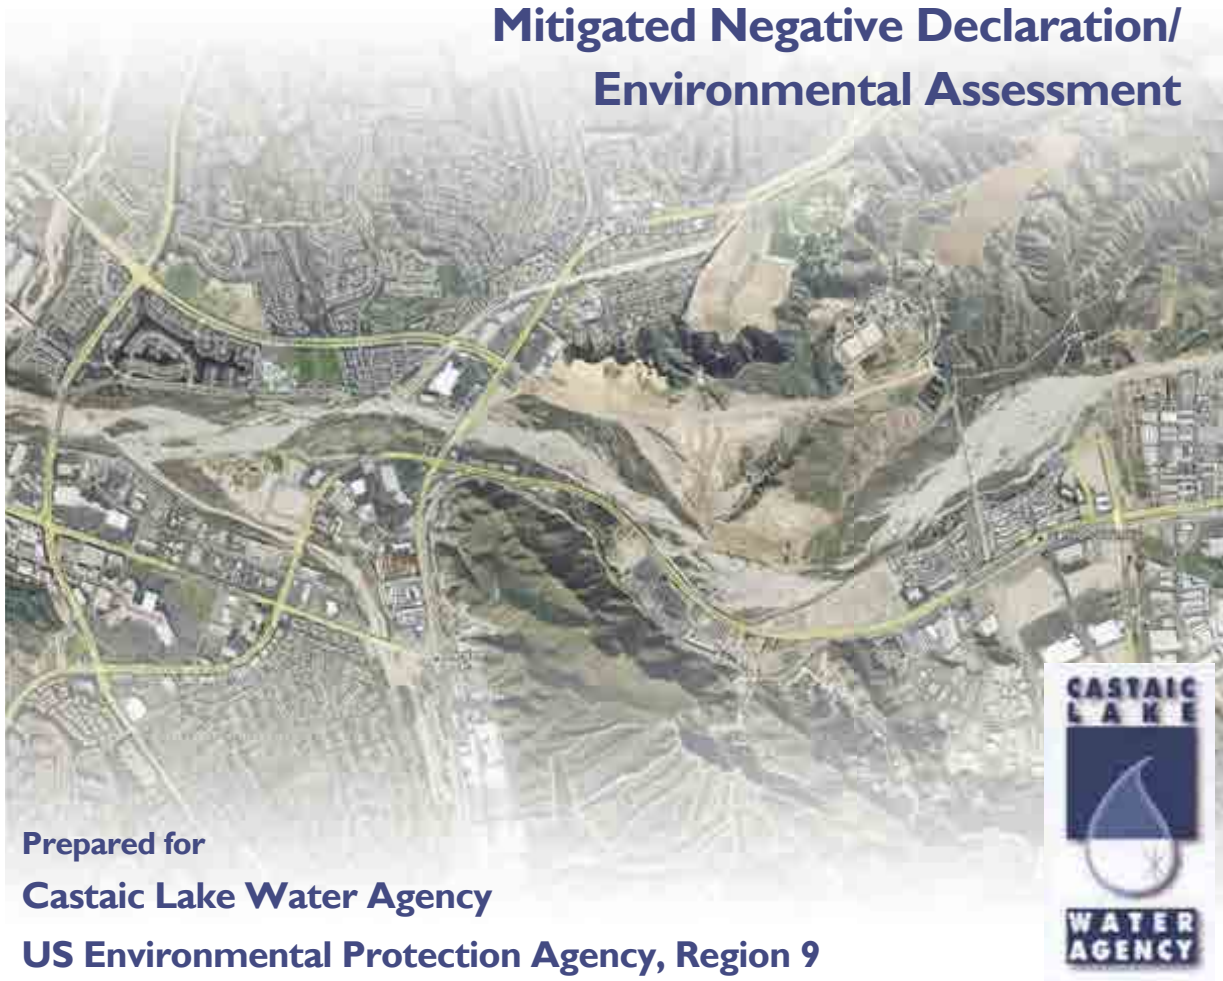 Mitigated Negative Declaration/
Environmental Assessment
Prepared for
Castaic Lake Water Agency
US Environmental Protection Agency, Region 9
CASTAIC
LAKE
WATER
AGENCY